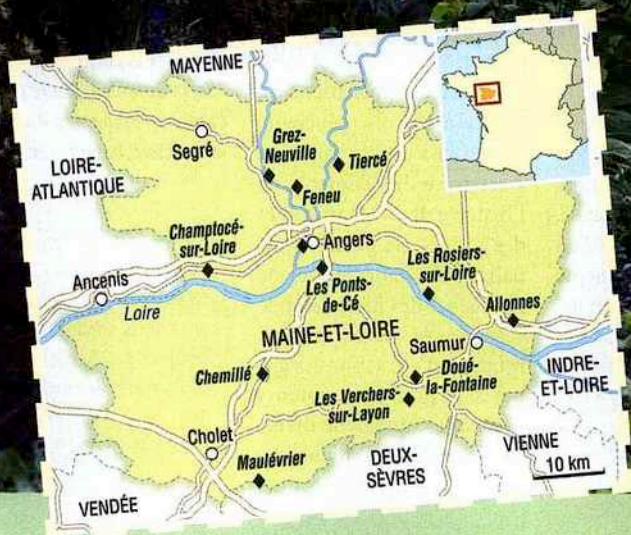 MAYENNE
Segré
Grez-
Neuville
Tiercé
Feneu
LOIRE-
ATLANTIQUE
Champtocé-
sur-Loire
Angers
Ancenis
Loire
Les Ponts-
de-Cé
Les Rosiers-
sur-Loire
Allonnes
MAINE-ET-LOIRE
Saumur
INDRE-
ET-LOIRE
Chemillé
Doué-
la-Fontaine
Les Verchers-
sur-Layon
Cholet
Maulévrier
DEUX-
SÈVRES
VIENNE
10 km
VENDÉE